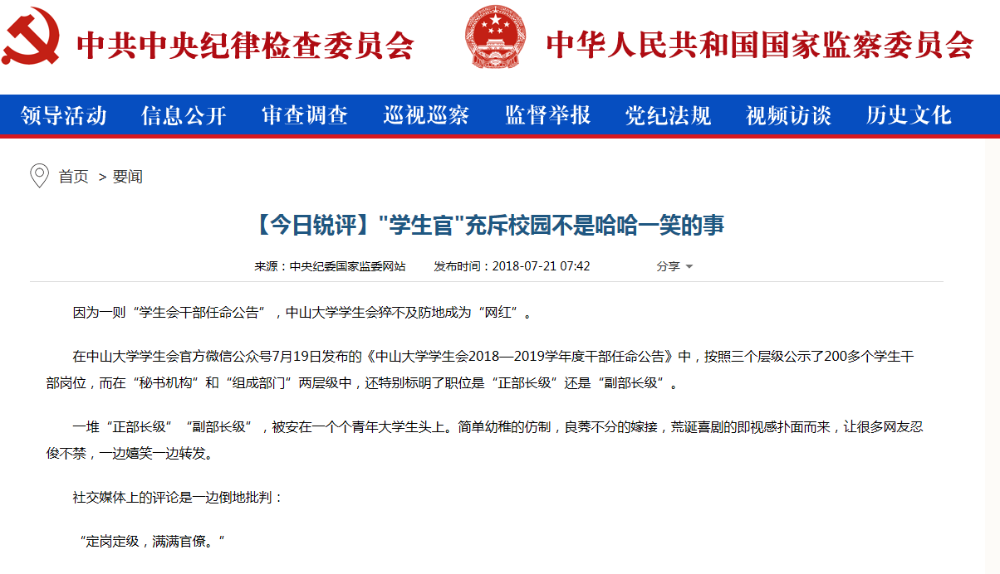 中共中央纪律检查委员会
中华人民共和国国家监察委员会
领导活动 信息公开 审查调查 巡视巡察 监督举报 党纪法规 视频访谈 历史文化
首页 > 要闻
【今日锐评】"学生官"充斥校园不是哈哈一笑的事
来源：中央纪委国家监委网站 发布时间：2018-07-21 07:42 分享
因为一则“学生会干部任命公告”，中山大学学生会猝不及防地成为“网红”。
在中山大学学生会官方微信公众号7月19日发布的《中山大学学生会2018—2019学年度干部任命公告》中，按照三个层级公示了200多个学生干
部岗位，而在“秘书机构”和“组成部门”两层级中，还特别标明了职位是“正部长级”还是“副部长级”。
一堆“正部长级”“副部长级”，被安在一个个青年大学生头上。简单幼稚的仿制，良莠不分的嫁接，荒诞喜剧的即视感扑面而来，让很多网友忍
俊不禁，一边嬉笑一边转发。
社交媒体上的评论是一边倒地批判：
“定岗定级，满满官僚。”